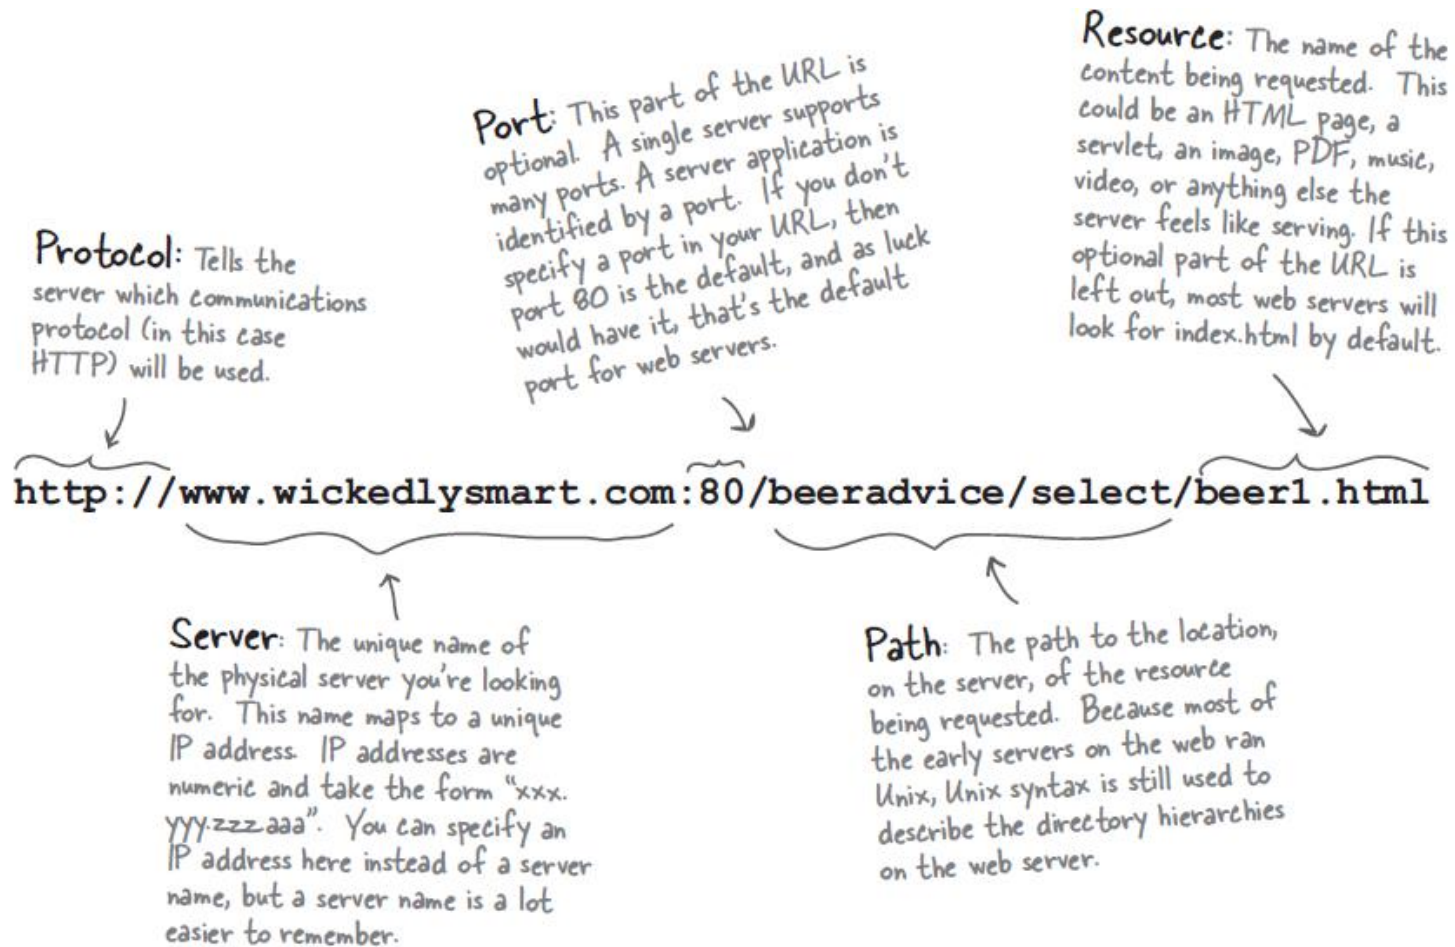 Resource: The name of the
content being requested. This
could be an HTML page, a
servlet, an image, PDF, music,
video, or anything else the
server feels like serving. If this
optional part of the URL is
left out, most web servers will
look for index.html by default.
Port: This part of the URL is
optional. A single server supports
many ports. A server application is
identified by a port. If you don't
specify a port in your URL, then
port 80 is the default, and as luck
would have it, that's the default
port for web servers.
Protocol: Tells the
server which communications
protocol (in this case
HTTP) will be used.
http://www.wickedlysmart.com:80/beeradvice/select/beer1.html
Server: The unique name of
the physical server you're looking
for. This name maps to a unique
IP address. IP addresses are
numeric and take the form "xxx.
yyy.zzz.aaa". You can specify an
IP address here instead of a server
name, but a server name is a lot
easier to remember.
Path: The path to the location,
on the server, of the resource
being requested. Because most of
the early servers on the web ran
Unix, Unix syntax is still used to
describe the directory hierarchies
on the web server.